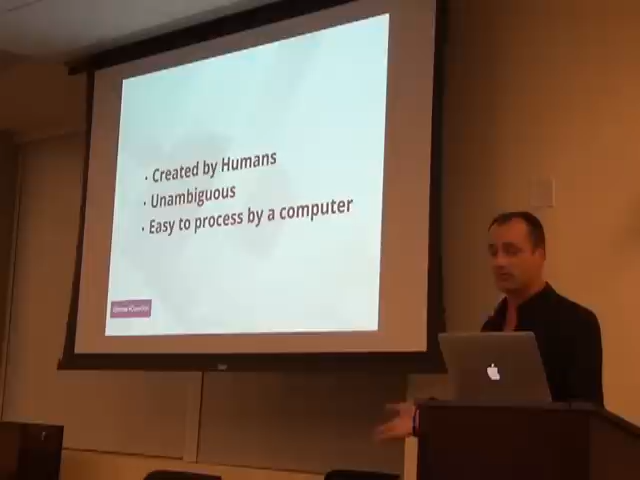 · Created by Humans
· Unambiguous
· Easy to process by a computer